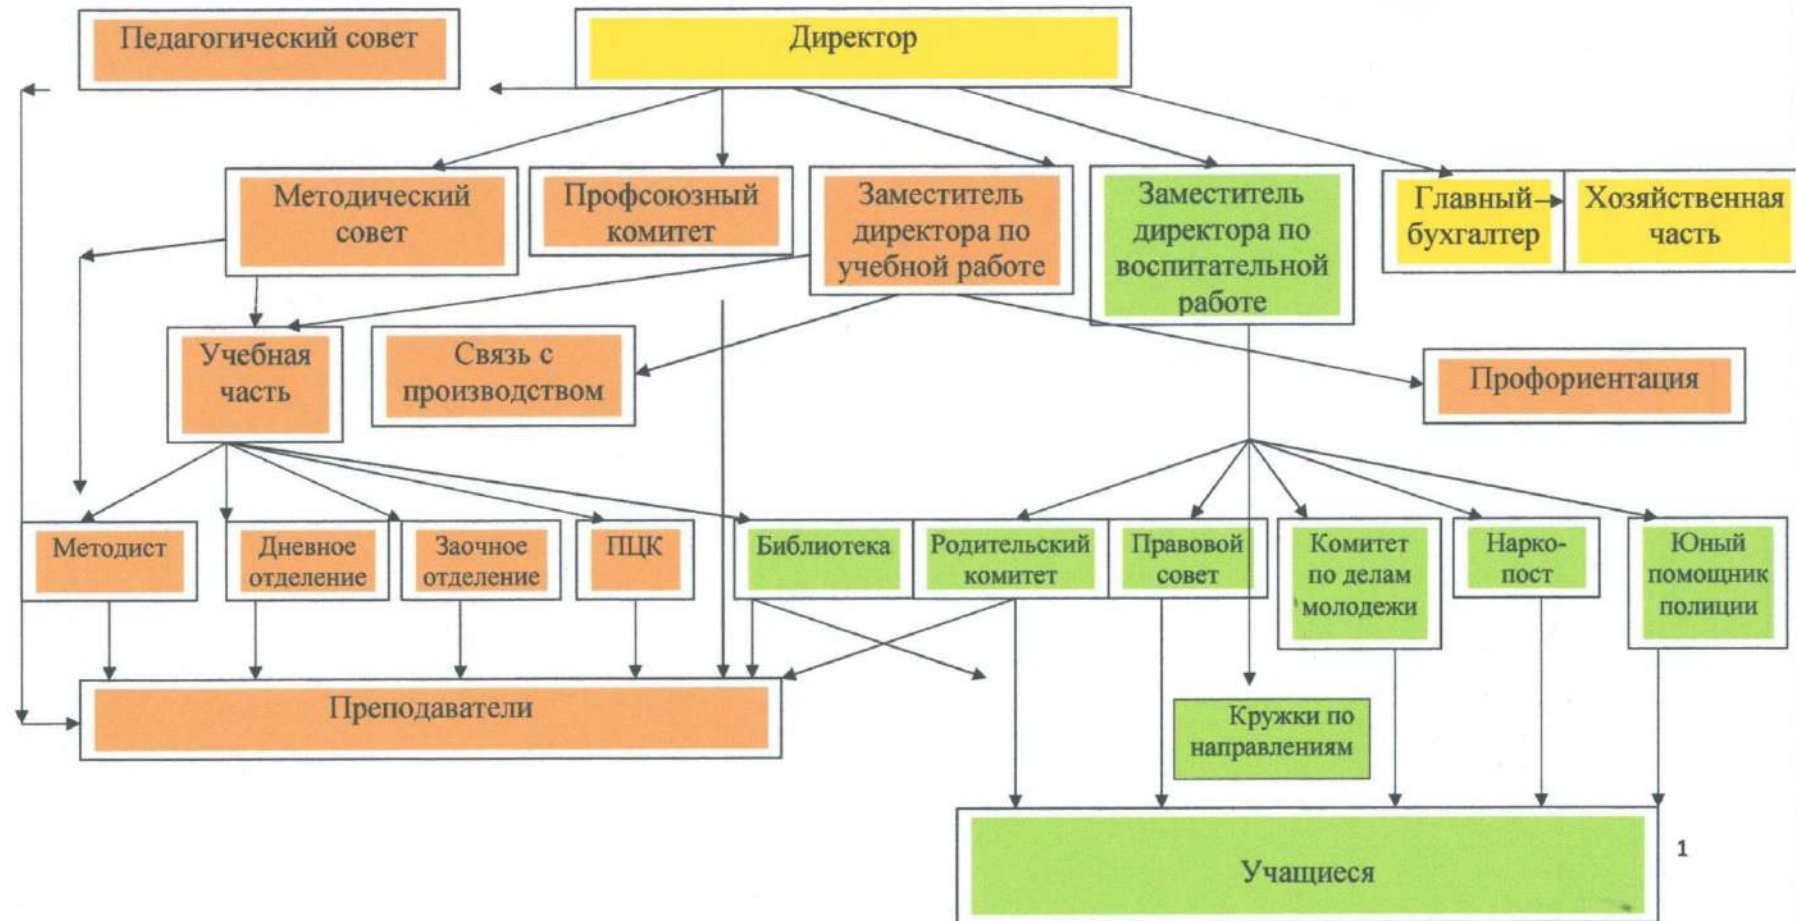 Педагогический совет
Директор
Методический
совет
Профсоюзный
комитет
Заместитель
директора по
учебной работе
Заместитель
директора по
воспитательной
работе
Главный
бухгалтер
Хозяйственная
часть
Учебная
часть
Связь с
производством
Профориентация
Методист
Дневное
отделение
Заочное
отделение
ПЦК
Библиотека
Родительский
комитет
Правовой
совет
Комитет
по делам
молодежи
Нарко-
пост
Юный
помощник
полиции
Преподаватели
Кружки по
направлениям
Учащиеся
1